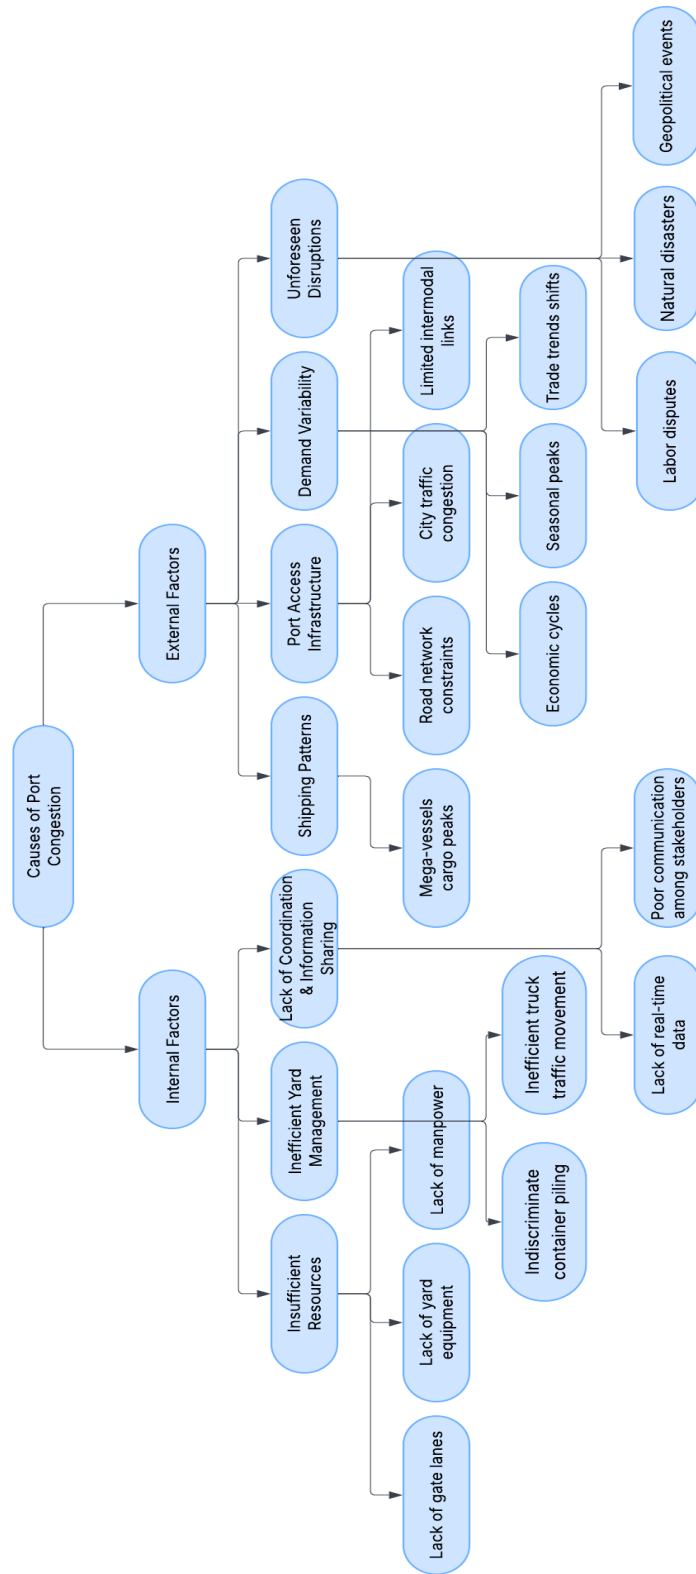 Causes of Port
Congestion
Internal Factors
External Factors
Insufficient
Resources
Inefficient Yard
Management
Lack of Coordination
& Information
Sharing
Shipping Patterns
Port Access
Infrastructure
Demand Variability
Unforeseen
Disruptions
Lack of gate lanes
Lack of yard
equipment
Lack of manpower
Mega-vessels
cargo peaks
Road network
constraints
City traffic
congestion
Limited intermodal
links
Indiscriminate
container piling
Inefficient truck
traffic movement
Economic cycles
Seasonal peaks
Trade trends shifts
Lack of real-time
data
Poor communication
among stakeholders
Labor disputes
Natural disasters
Geopolitical events